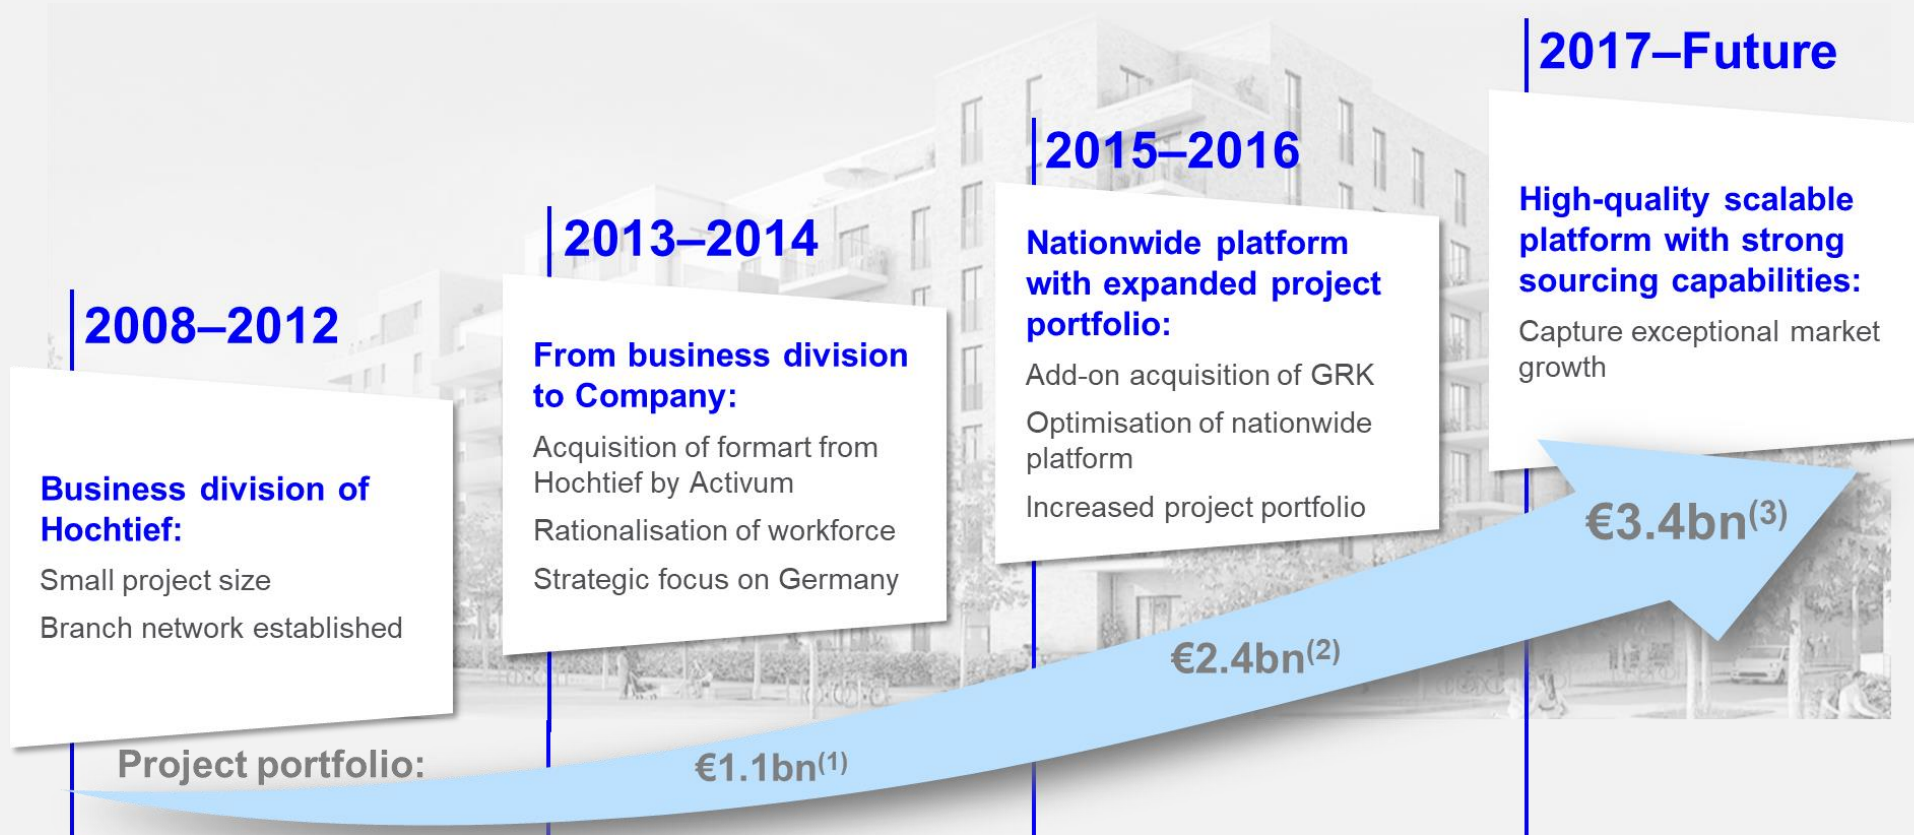 2008–2012
Business division of
Hochtief:
Small project size
Branch network established
2013–2014
From business division
to Company:
Acquisition of formart from
Hochtief by Activum
Rationalisation of workforce
Strategic focus on Germany
2015–2016
Nationwide platform
with expanded project
portfolio:
Add-on acquisition of GRK
Optimisation of nationwide
platform
Increased project portfolio
2017–Future
High-quality scalable
platform with strong
sourcing capabilities:
Capture exceptional market
growth
Project portfolio:
€1.1bn(1)
€2.4bn(2)
€3.4bn(3)